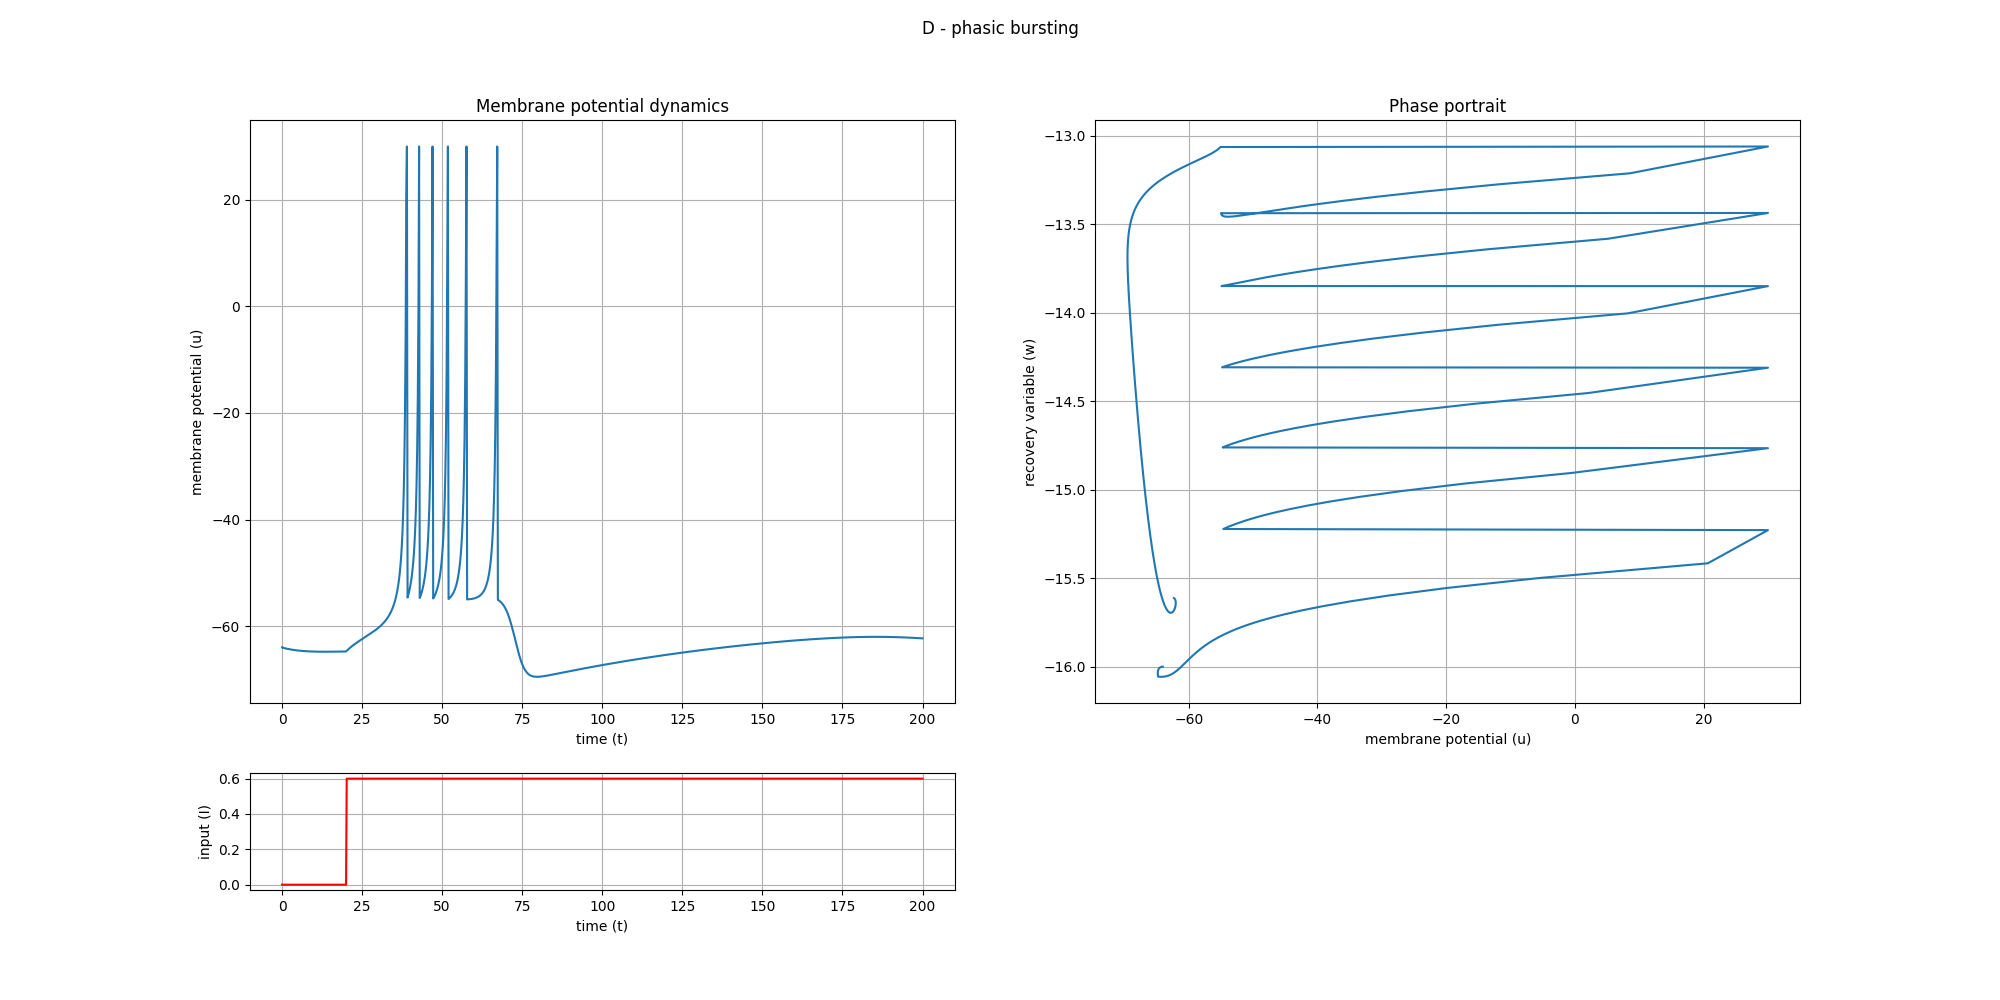 D - phasic bursting
Membrane potential dynamics
membrane potential (u)
20
0
−20
−40
−60
0 25 50 75 100 125 150 175 200
time (t)
Phase portrait
recovery variable (w)
−13.0
−13.5
−14.0
−14.5
−15.0
−15.5
−16.0
−60 −40 −20 0 20
membrane potential (u)
input (I)
0.6
0.4
0.2
0.0
0 25 50 75 100 125 150 175 200
time (t)